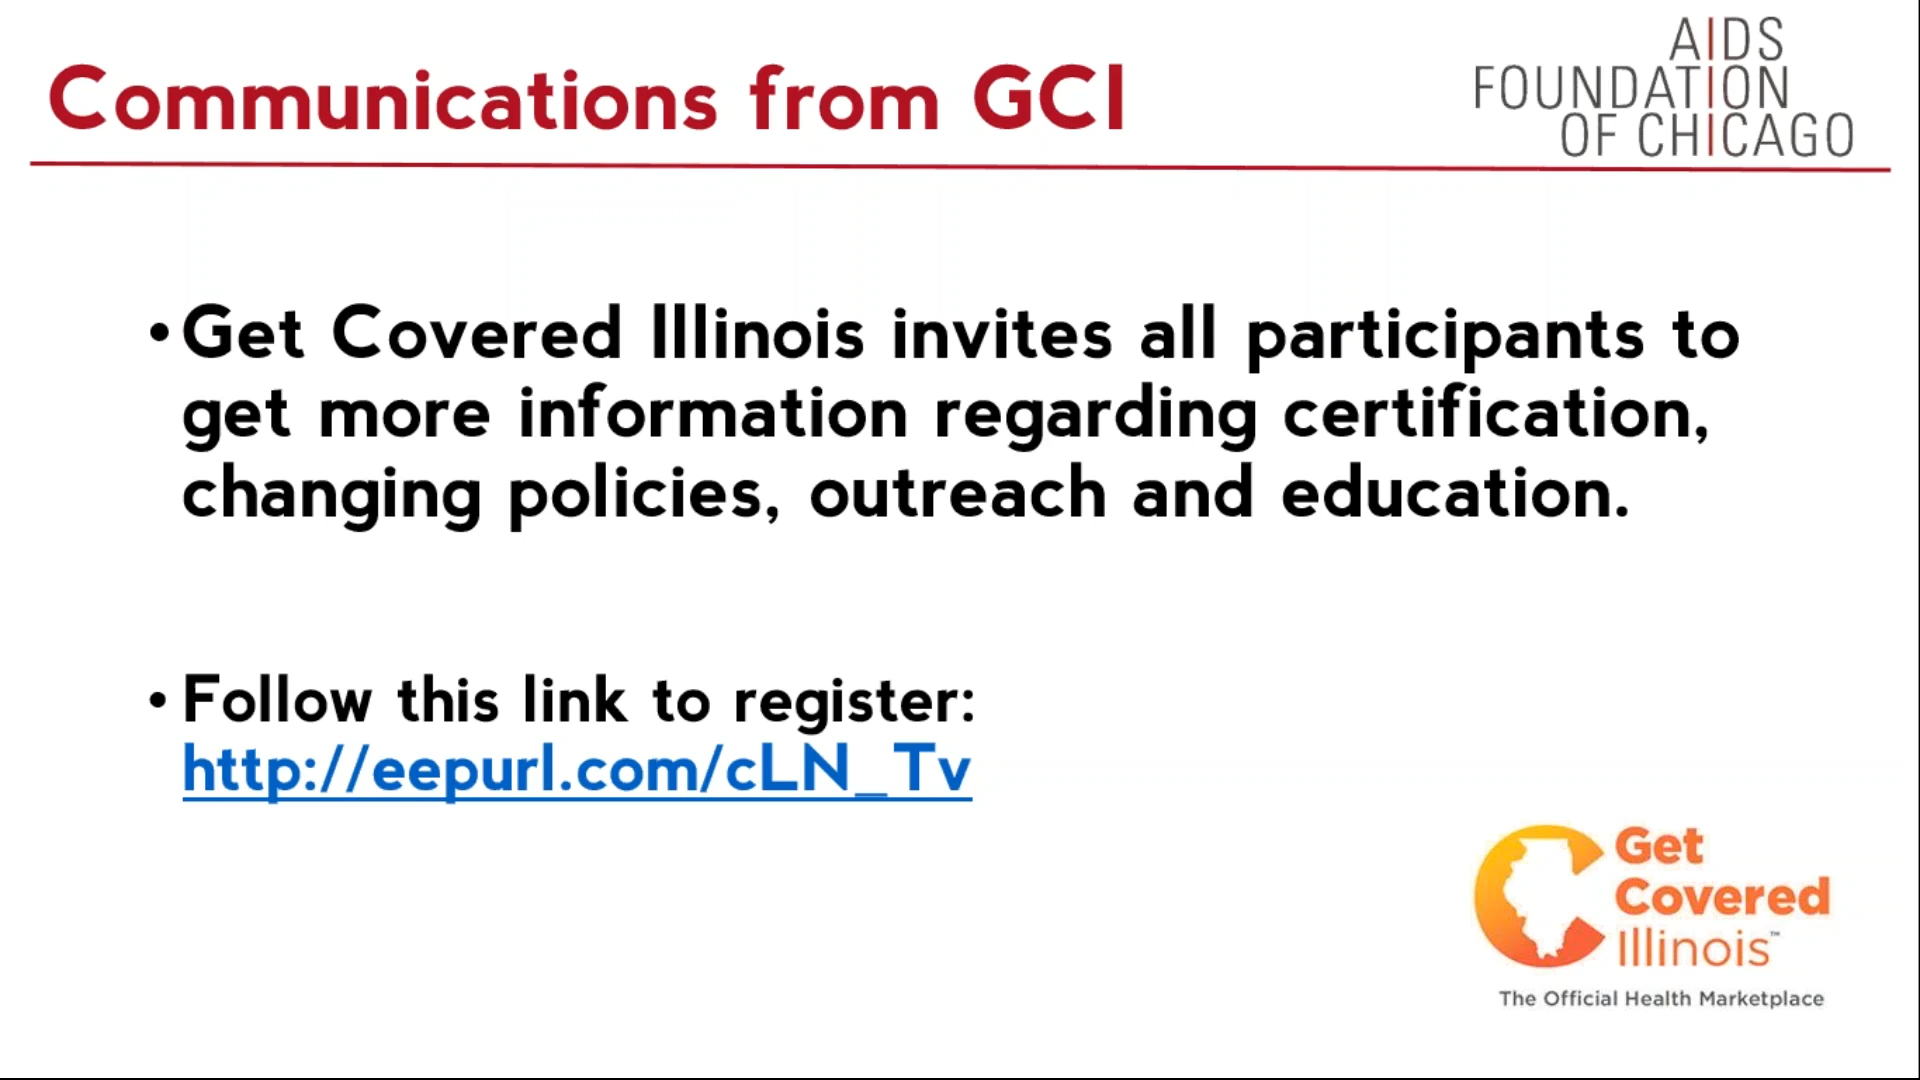 Communications from GCI
AIDS
FOUNDATION
OF CHICAGO
•Get Covered Illinois invites all participants to
get more information regarding certification,
changing policies, outreach and education.
•Follow this link to register:
http://eepurl.com/cLN_Tv
Get
Covered
Illinois™
The Official Health Marketplace